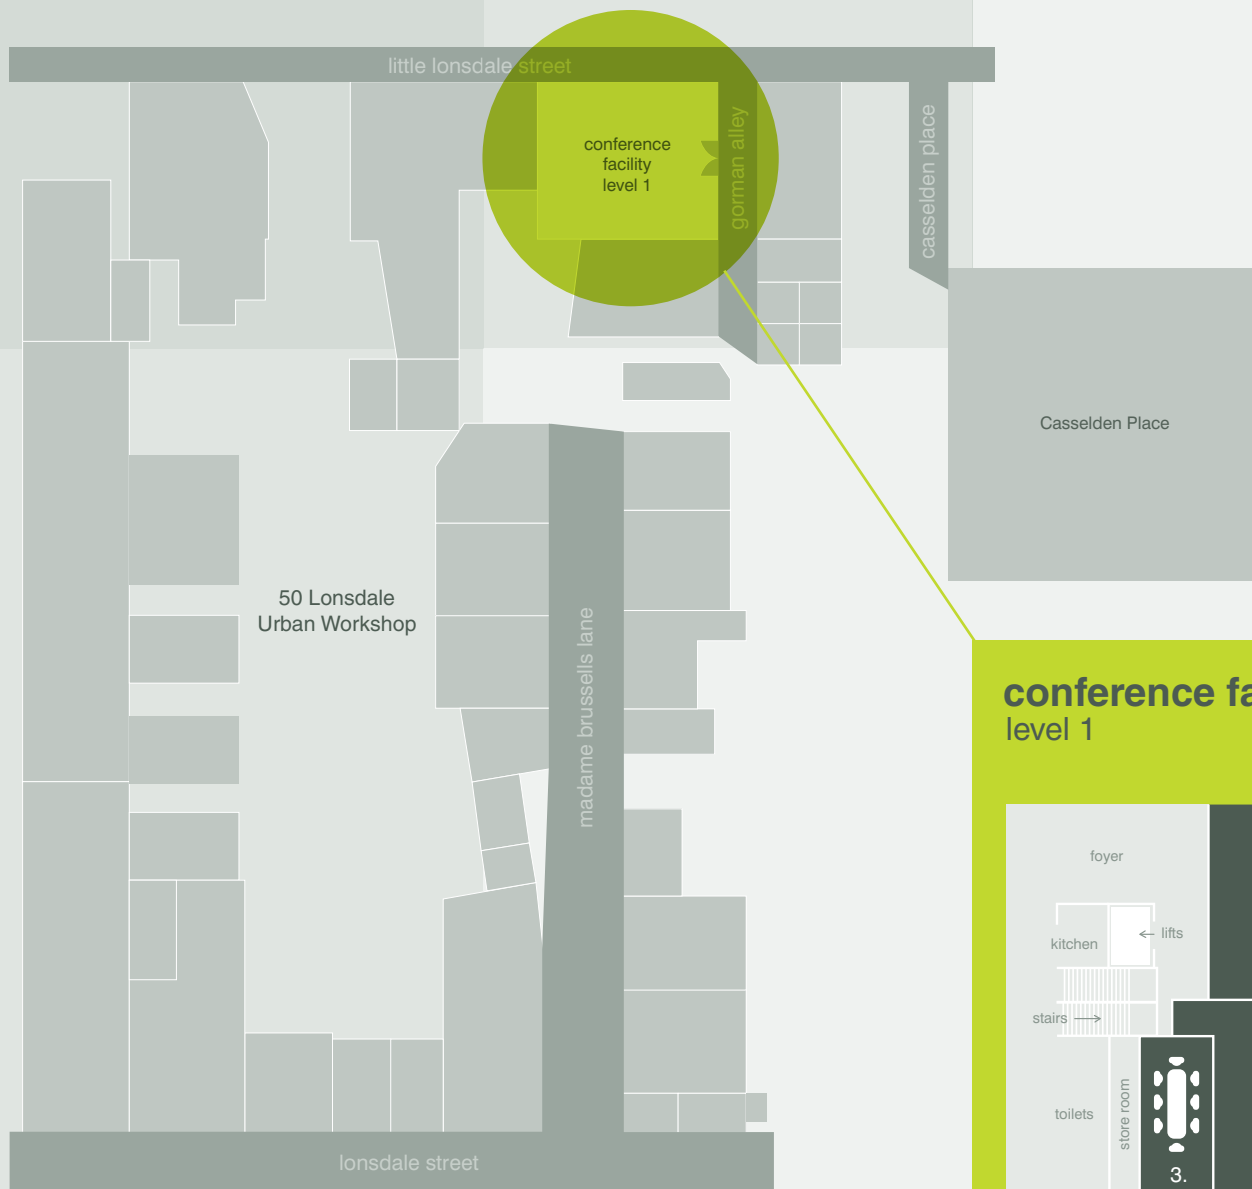 little lonsdale street
conference
facility
level 1
gorman alley
casselden place
Casselden Place
50 Lonsdale
Urban Workshop
madame brussells lane
conference fa
level 1
foyer
lifts
kitchen
stairs
toilets
store room
3.
lonsdale street